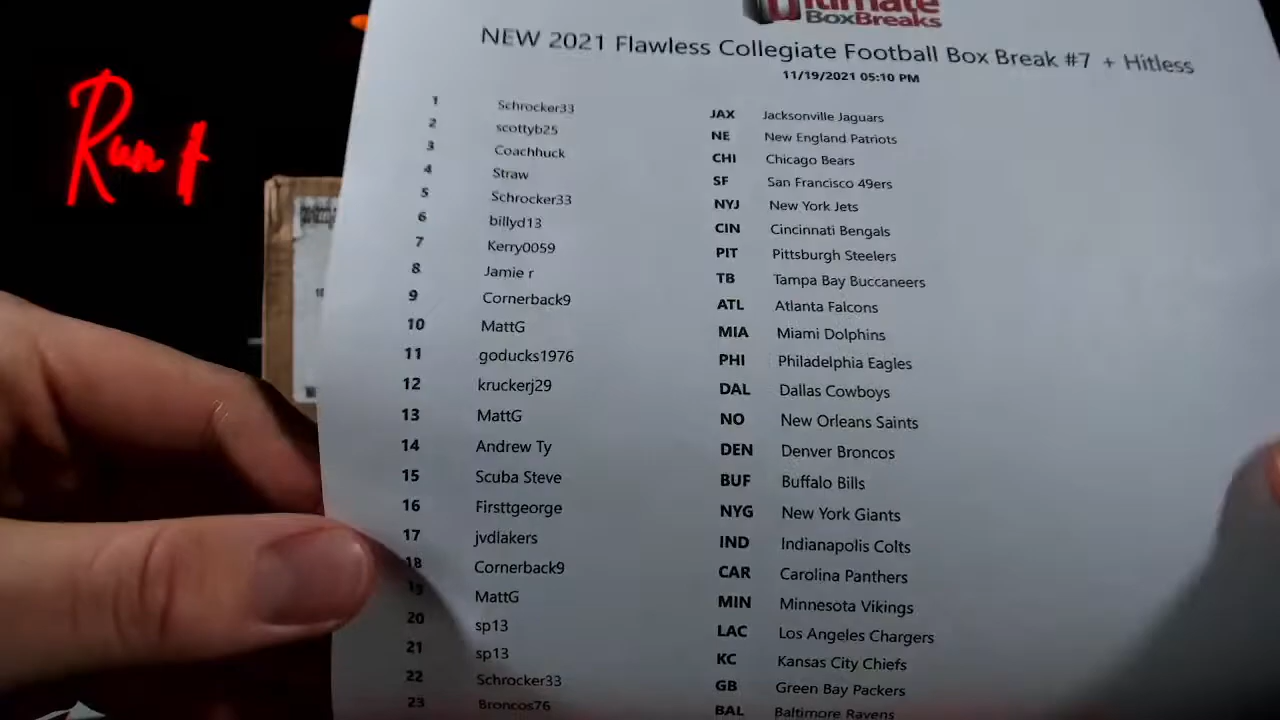 Ultimate
BoxBreaks
NEW 2021 Flawless Collegiate Football Box Break #7 + Hitless
11/19/2021 05:10 PM
Run It
1 Schrocker33 JAX Jacksonville Jaguars
2 scottyb25 NE New England Patriots
3 Coachhuck CHI Chicago Bears
4 Straw SF San Francisco 49ers
5 Schrocker33 NYJ New York Jets
6 billyd13 CIN Cincinnati Bengals
7 Kerry0059 PIT Pittsburgh Steelers
8 Jamie r TB Tampa Bay Buccaneers
9 Cornerback9 ATL Atlanta Falcons
10 MattG MIA Miami Dolphins
11 goducks1976 PHI Philadelphia Eagles
12 kruckerj29 DAL Dallas Cowboys
13 MattG NO New Orleans Saints
14 Andrew Ty DEN Denver Broncos
15 Scuba Steve BUF Buffalo Bills
16 Firsttgeorge NYG New York Giants
17 jvdlakers IND Indianapolis Colts
18 Cornerback9 CAR Carolina Panthers
19 MattG MIN Minnesota Vikings
20 sp13 LAC Los Angeles Chargers
21 sp13 KC Kansas City Chiefs
22 Schrocker33 GB Green Bay Packers
23 Broncos76 BAL Baltimore Ravens